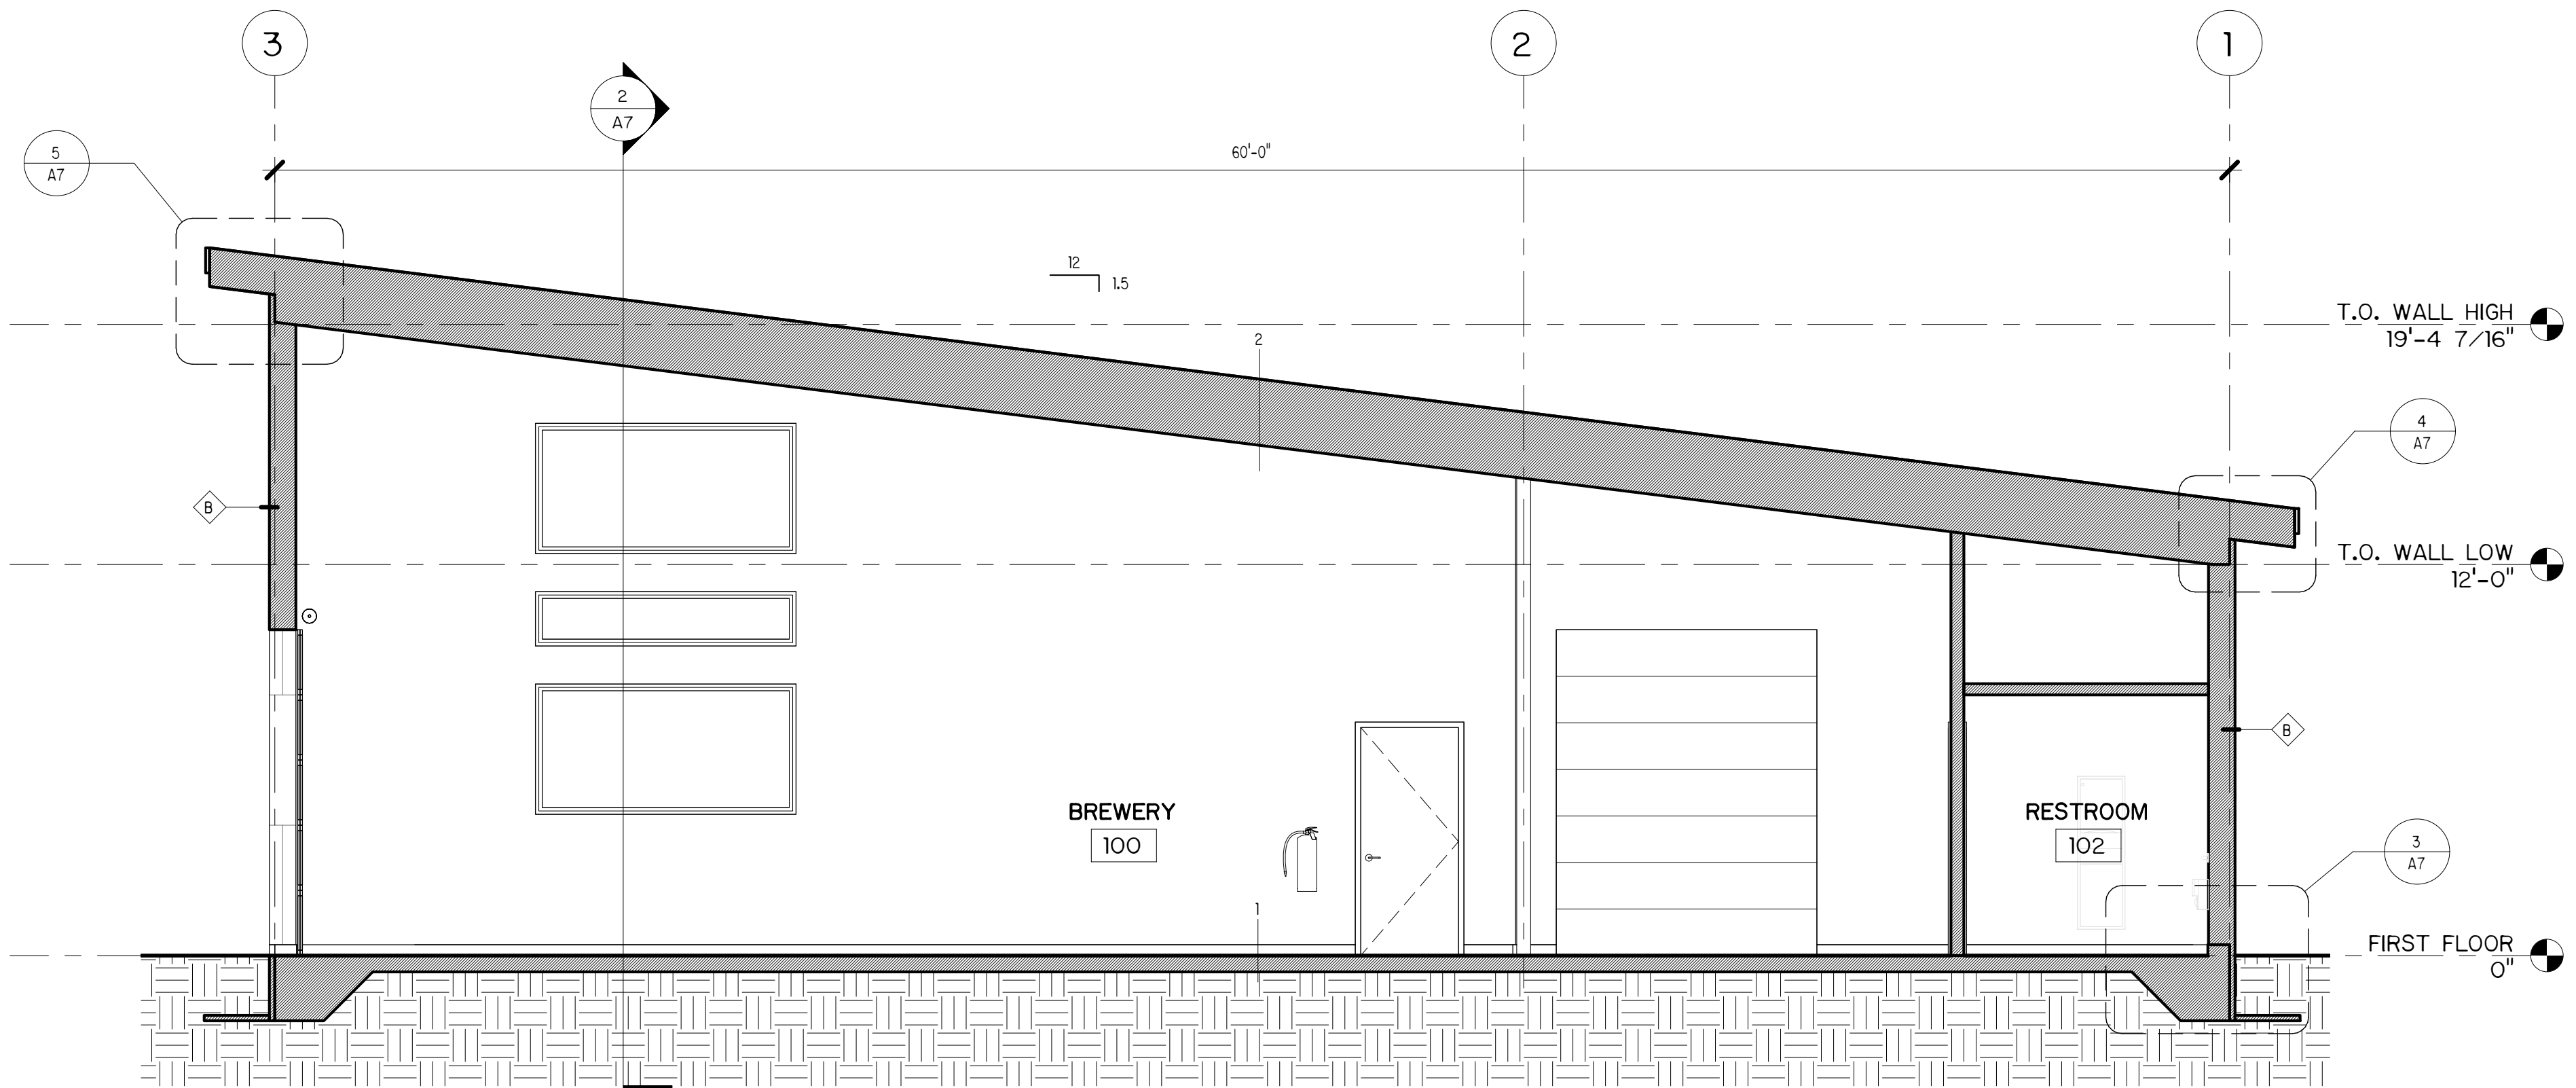 3
2
1
2
A7
5
A7
60'-0"
12
1.5
T.O. WALL HIGH
19'-4 7/16"
2
4
A7
B
T.O. WALL LOW
12'-0"
B
BREWERY
100
RESTROOM
102
3
A7
1
FIRST FLOOR
0"